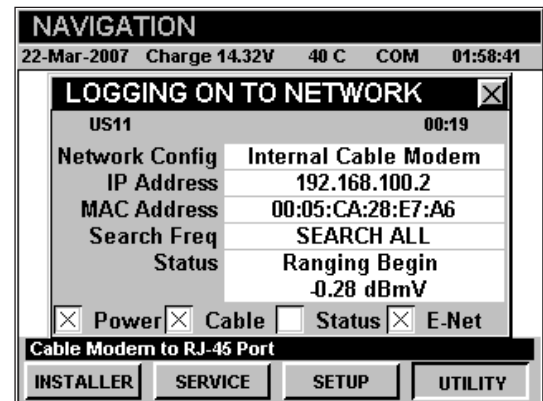 NAVIGATION
22-Mar-2007 Charge 14.32V 40 C COM 01:58:41
LOGGING ON TO NETWORK
US11 00:19
Network Config Internal Cable Modem
IP Address 192.168.100.2
MAC Address 00:05:CA:28:E7:A6
Search Freq SEARCH ALL
Status Ranging Begin
-0.28 dBmV
Power Cable Status E-Net
Cable Modem to RJ-45 Port
INSTALLER SERVICE SETUP UTILITY